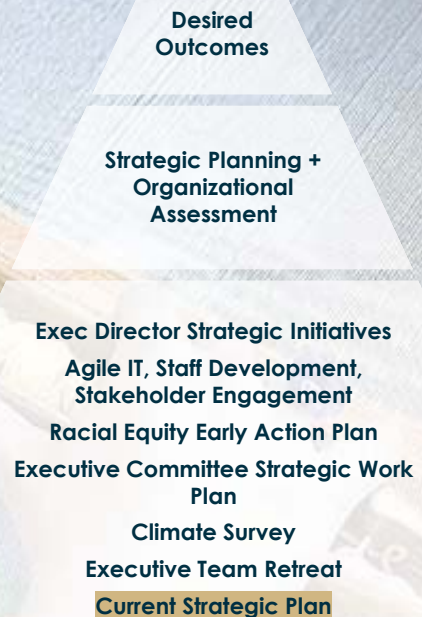 Desired
Outcomes
Strategic Planning +
Organizational
Assessment
Exec Director Strategic Initiatives
Agile IT, Staff Development,
Stakeholder Engagement
Racial Equity Early Action Plan
Executive Committee Strategic Work
Plan
Climate Survey
Executive Team Retreat
Current Strategic Plan